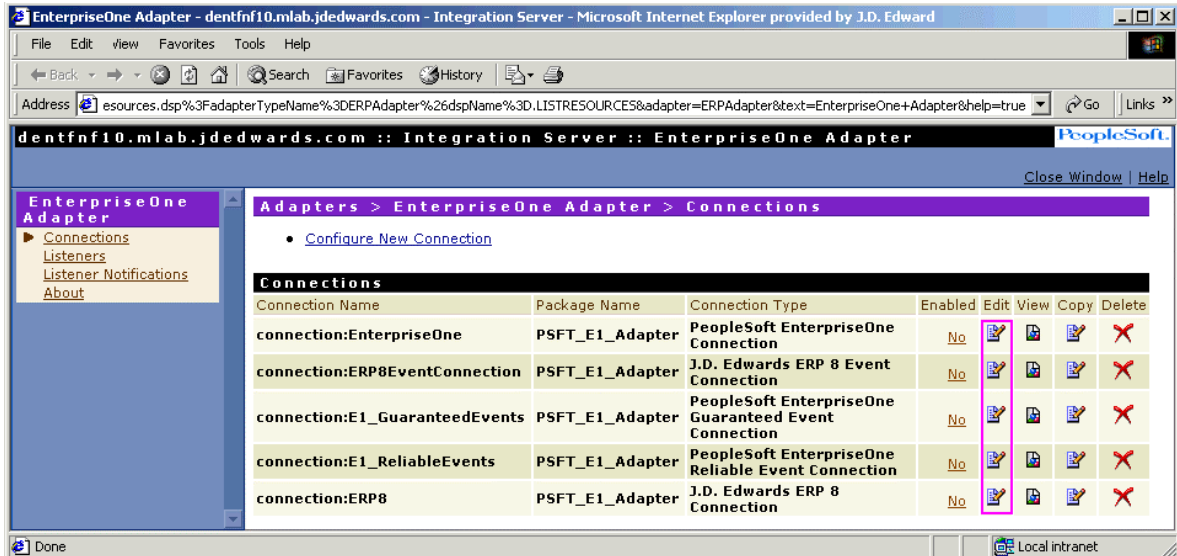 EnterpriseOne Adapter - dentfnf10.mlab.jdedwards.com - Integration Server - Microsoft Internet Explorer provided by J.D. Edward
File Edit View Favorites Tools Help
Back Search Favorites History
Address esources.dsp%3FadapterTypeName%3DERPAdapter%26dspName%3D.LISTRESOURCES&adapter=ERPAdapter&text=EnterpriseOne+Adapter&help=true Go Links »
dentfnf10.mlab.jdedwards.com :: Integration Server :: EnterpriseOne Adapter PeopleSoft.
Close Window | Help
EnterpriseOne Adapter
Connections
Listeners
Listener Notifications
About
Adapters > EnterpriseOne Adapter > Connections
• Configure New Connection
Connections
Connection Name Package Name Connection Type Enabled Edit View Copy Delete
connection:EnterpriseOne PSFT_E1_Adapter PeopleSoft EnterpriseOne Connection No
connection:ERP8EventConnection PSFT_E1_Adapter J.D. Edwards ERP 8 Event Connection No
connection:E1_GuaranteedEvents PSFT_E1_Adapter PeopleSoft EnterpriseOne Guaranteed Event Connection No
connection:E1_ReliableEvents PSFT_E1_Adapter PeopleSoft EnterpriseOne Reliable Event Connection No
connection:ERP8 PSFT_E1_Adapter J.D. Edwards ERP 8 Connection No
Done Local intranet